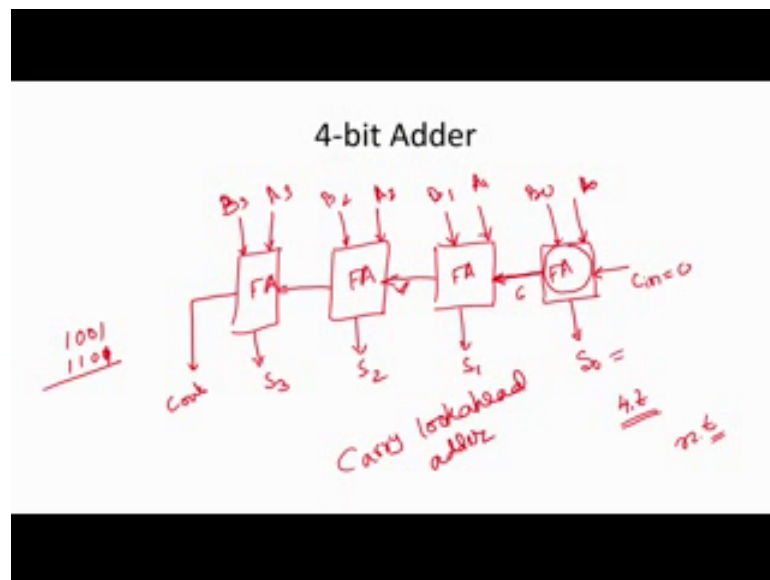 4-bit Adder
B3 A3 B2 A2 B1 A1 B0 A0
FA FA FA FA
C Cin=0
1001
Cout S3 S2 S1 S0 =
Carry lookahead
adder
4.t
n.t